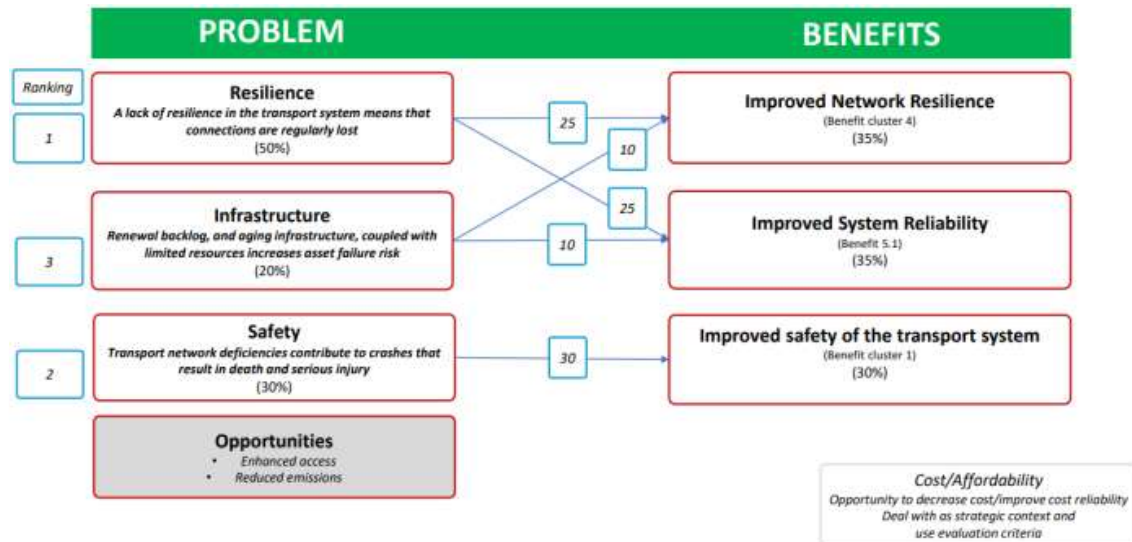 PROBLEM
BENEFITS
Ranking
1
Resilience
A lack of resilience in the transport system means that
connections are regularly lost
(50%)
25
10
Improved Network Resilience
(Benefit cluster 4)
(35%)
3
Infrastructure
Renewal backlog, and aging infrastructure, coupled with
limited resources increases asset failure risk
(20%)
25
10
Improved System Reliability
(Benefit 5.1)
(35%)
2
Safety
Transport network deficiencies contribute to crashes that
result in death and serious injury
(30%)
30
Improved safety of the transport system
(Benefit cluster 1)
(30%)
Opportunities
• Enhanced access
• Reduced emissions
Cost/Affordability
Opportunity to decrease cost/improve cost reliability
Deal with as strategic context and
use evaluation criteria